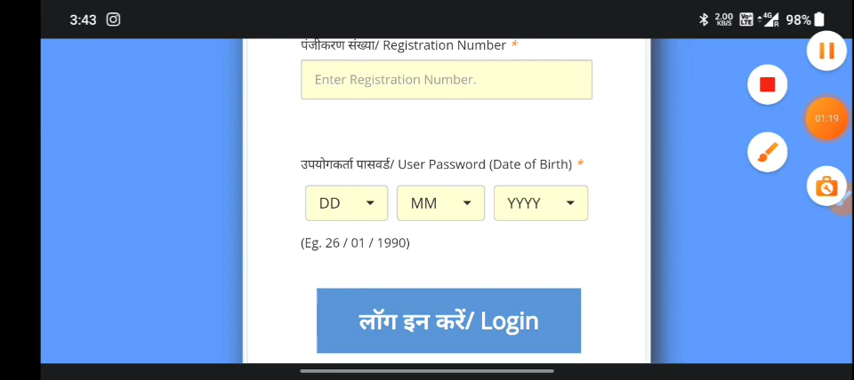 3:43
2.00 KB/S 4G R 98%
पंजीकरण संख्या/ Registration Number *
Enter Registration Number.
01:19
उपयोगकर्ता पासवर्ड/ User Password (Date of Birth) *
DD MM YYYY
(Eg. 26 / 01 / 1990)
लॉग इन करें/ Login